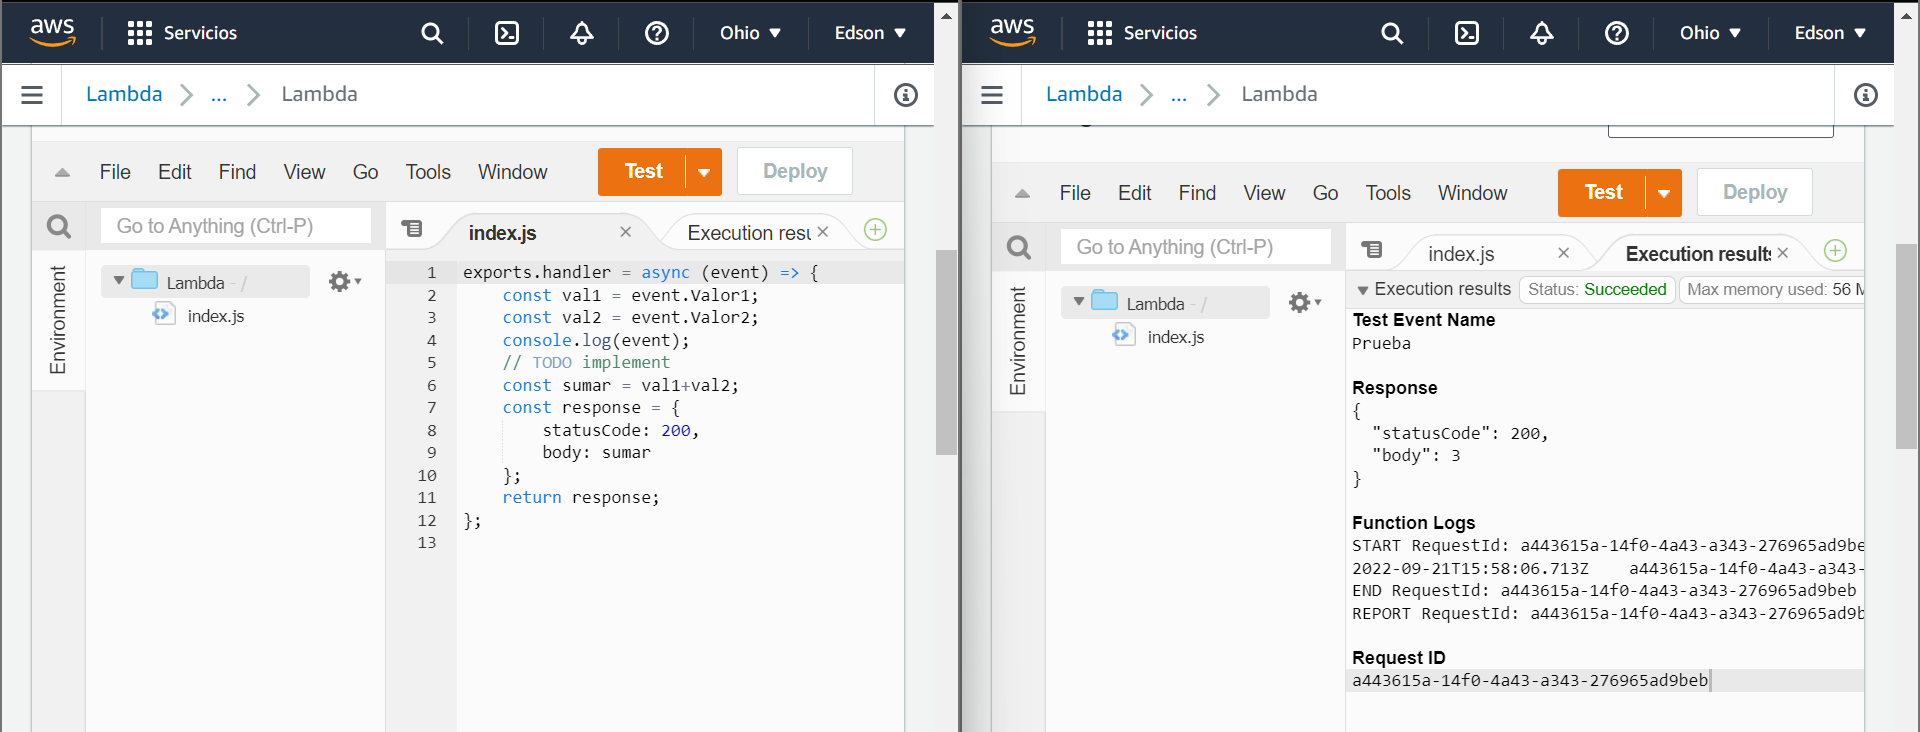 aws
Servicios
Ohio
Edson
Lambda
...
Lambda
File Edit Find View Go Tools Window
Test
Deploy
Go to Anything (Ctrl-P)
index.js
Execution resu
Environment
Lambda - /
index.js
1 exports.handler = async (event) => {
2 const val1 = event.Valor1;
3 const val2 = event.Valor2;
4 console.log(event);
5 // TODO implement
6 const sumar = val1+val2;
7 const response = {
8 statusCode: 200,
9 body: sumar
10 };
11 return response;
12 };
13
aws
Servicios
Ohio
Edson
Lambda
...
Lambda
File Edit Find View Go Tools Window
Test
Deploy
Go to Anything (Ctrl-P)
index.js
Execution results
Environment
Lambda - /
index.js
Execution results
Status: Succeeded
Max memory used: 56 M
Test Event Name
Prueba
Response
{
"statusCode": 200,
"body": 3
}
Function Logs
START RequestId: a443615a-14f0-4a43-a343-276965ad9be
2022-09-21T15:58:06.713Z a443615a-14f0-4a43-a343-
END RequestId: a443615a-14f0-4a43-a343-276965ad9beb
REPORT RequestId: a443615a-14f0-4a43-a343-276965ad9b
Request ID
a443615a-14f0-4a43-a343-276965ad9beb